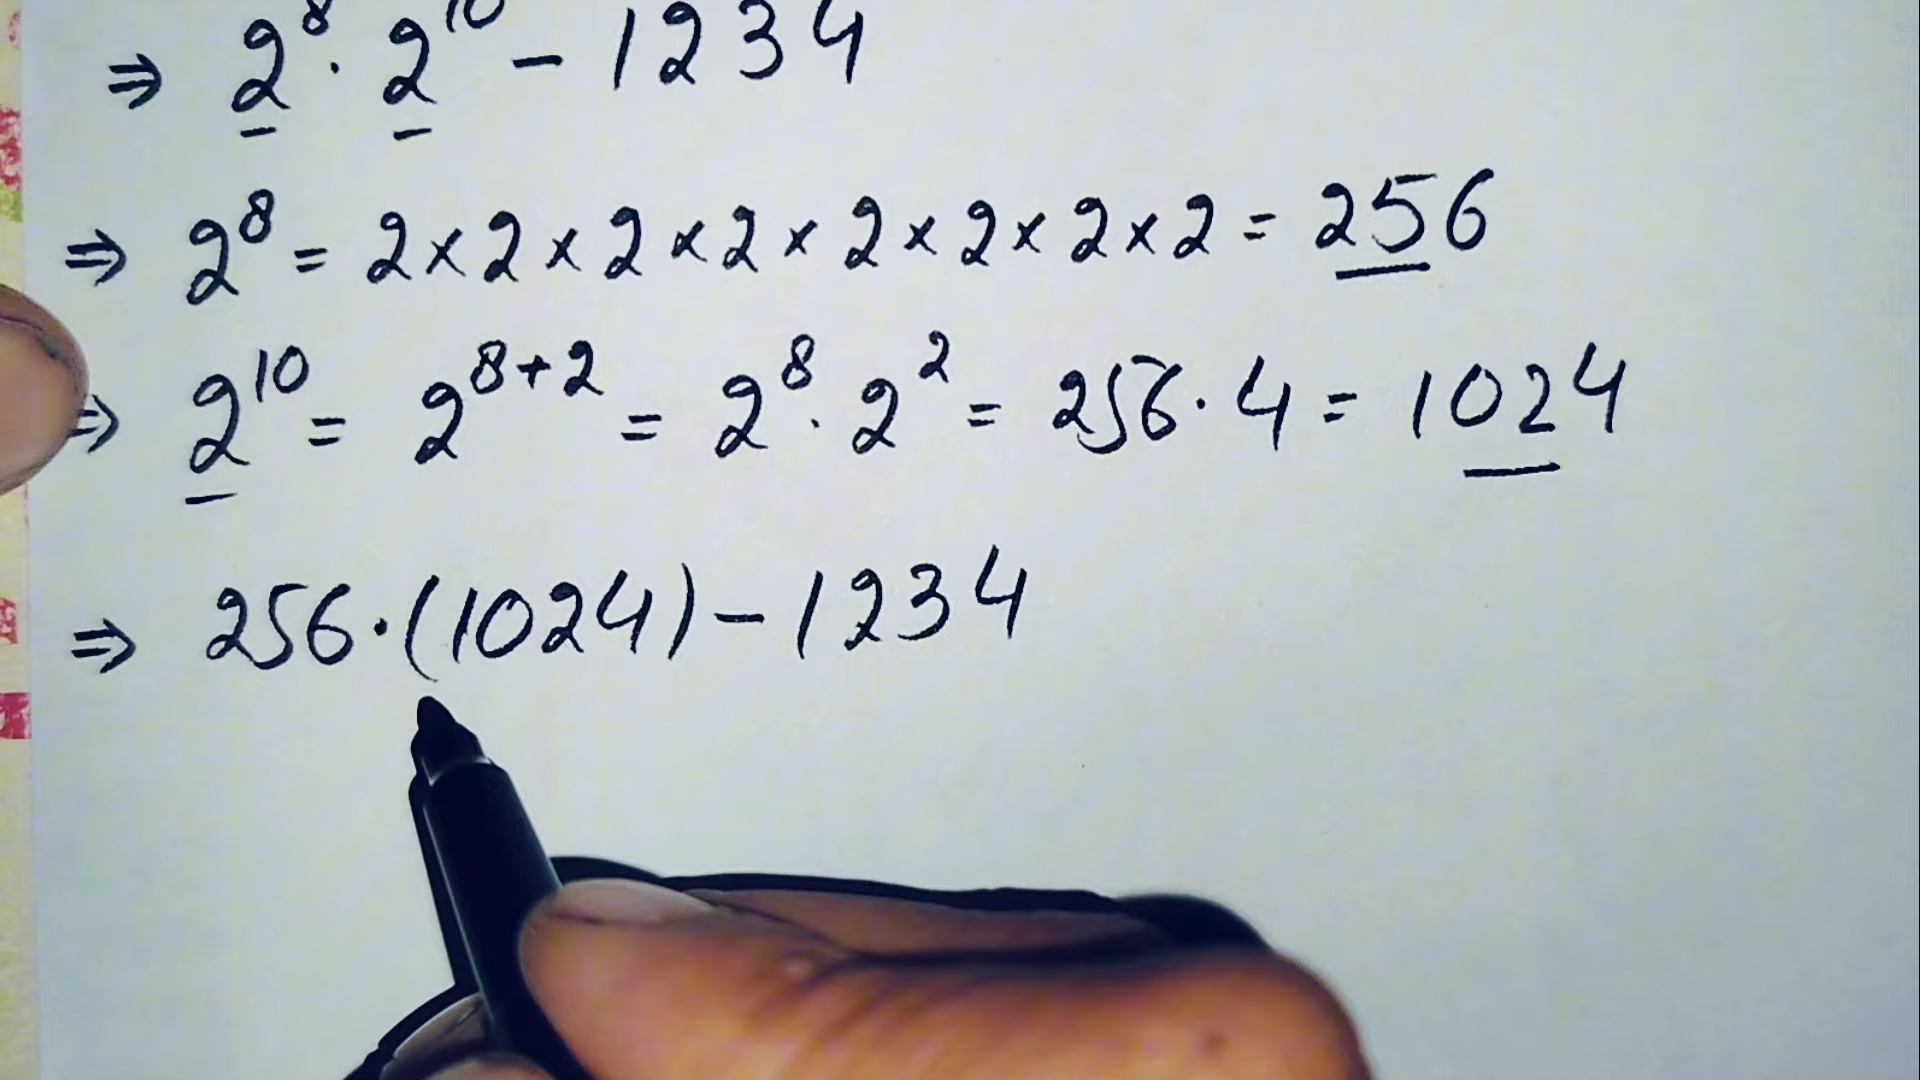 ⇒ 2⁸ · 2¹⁰ - 1234
⇒ 2⁸ = 2 × 2 × 2 × 2 × 2 × 2 × 2 × 2 = 256
⇒ 2¹⁰ = 2⁸⁺² = 2⁸ · 2² = 256 · 4 = 1024
⇒ 256 · (1024) - 1234